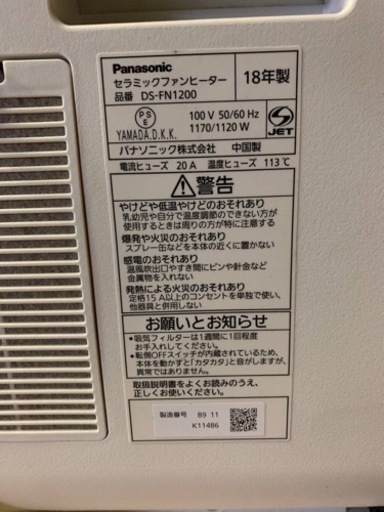 Panasonic
セラミックファンヒーター
品番 DS-FN1200
18年製
PS
E
YAMADA.D.K.K.
100 V 50/60 Hz
1170/1120 W
JET
パナソニック株式会社 中国製
電流ヒューズ 20 A 温度ヒューズ 113℃
警告
やけどや低温やけどのおそれあり
乳幼児や自分で温度調節のできない方が
使用するときは周りの方が特に注意する
爆発や火災のおそれあり
スプレー缶などを本体の近くに置かない
感電のおそれあり
温風吹出口やすき間にピンや針金など
金属物を入れない
発熱による火災のおそれあり
定格15 A以上のコンセントを単独で使い、
他器具と併用しない
お願いとお知らせ
●吸気フィルターは1週間に1回程度
お手入れしてください。
●転倒OFFスイッチが内蔵されているため、
本体を動かすと「カタカタ」と音がしますが、
異常ではありません。
取扱説明書をよくお読みのうえ、
正しくお使いください。
製造番号 89 11
K11486